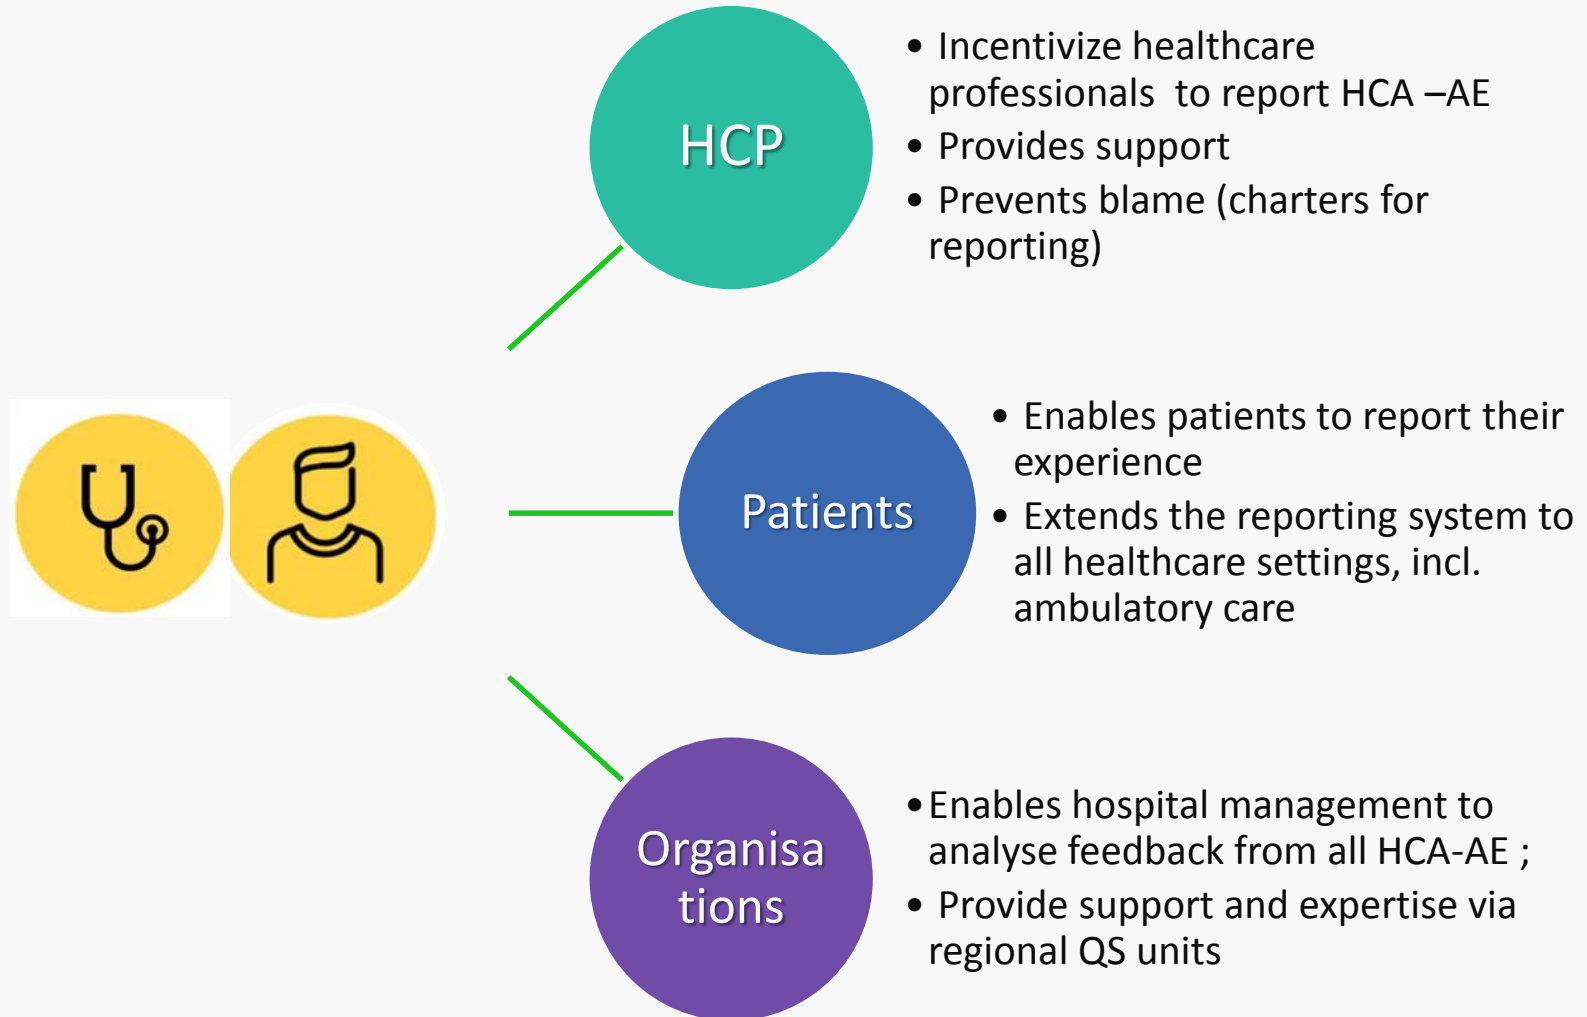 HCP
• Incentivize healthcare
professionals  to report HCA –AE
• Provides support
• Prevents blame (charters for
reporting)
Patients
• Enables patients to report their
experience
• Extends the reporting system to
all healthcare settings, incl.
ambulatory care
Organisa
tions
•Enables hospital management to
analyse feedback from all HCA-AE ;
• Provide support and expertise via
regional QS units